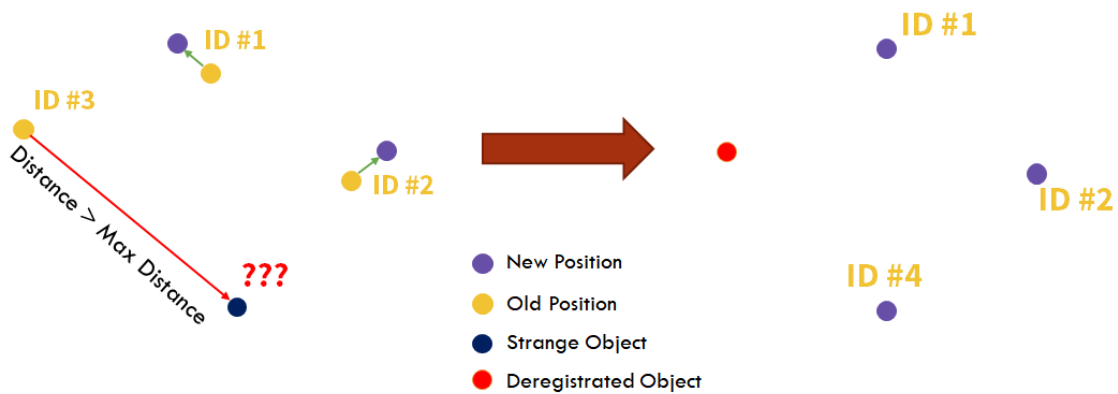 ID #1
ID #3
ID #2
Distance > Max Distance
???
New Position
Old Position
Strange Object
Deregistrated Object
ID #1
ID #2
ID #4